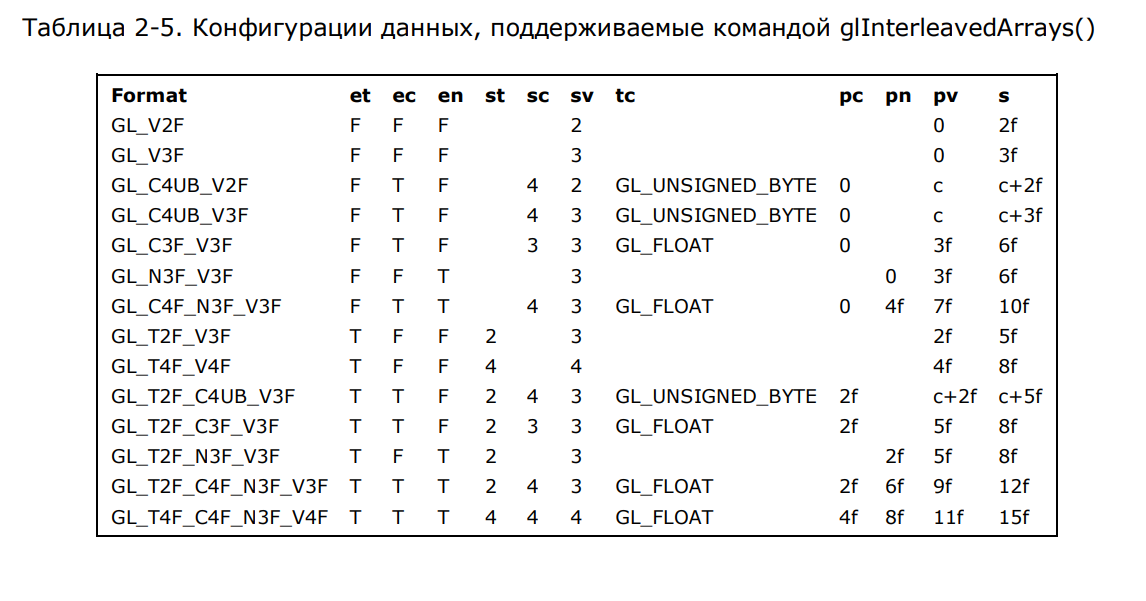 Таблица 2-5. Конфигурации данных, поддерживаемые командой glInterleavedArrays()
Format et ec en st sc sv tc pc pn pv s
GL_V2F F F F 2 0 2f
GL_V3F F F F 3 0 3f
GL_C4UB_V2F F T F 4 2 GL_UNSIGNED_BYTE 0 c c+2f
GL_C4UB_V3F F T F 4 3 GL_UNSIGNED_BYTE 0 c c+3f
GL_C3F_V3F F T F 3 3 GL_FLOAT 0 3f 6f
GL_N3F_V3F F F T 3 0 3f 6f
GL_C4F_N3F_V3F F T T 4 3 GL_FLOAT 0 4f 7f 10f
GL_T2F_V3F T F F 2 3 2f 5f
GL_T4F_V4F T F F 4 4 4f 8f
GL_T2F_C4UB_V3F T T F 2 4 3 GL_UNSIGNED_BYTE 2f c+2f c+5f
GL_T2F_C3F_V3F T T F 2 3 3 GL_FLOAT 2f 5f 8f
GL_T2F_N3F_V3F T F T 2 3 2f 5f 8f
GL_T2F_C4F_N3F_V3F T T T 2 4 3 GL_FLOAT 2f 6f 9f 12f
GL_T4F_C4F_N3F_V4F T T T 4 4 4 GL_FLOAT 4f 8f 11f 15f